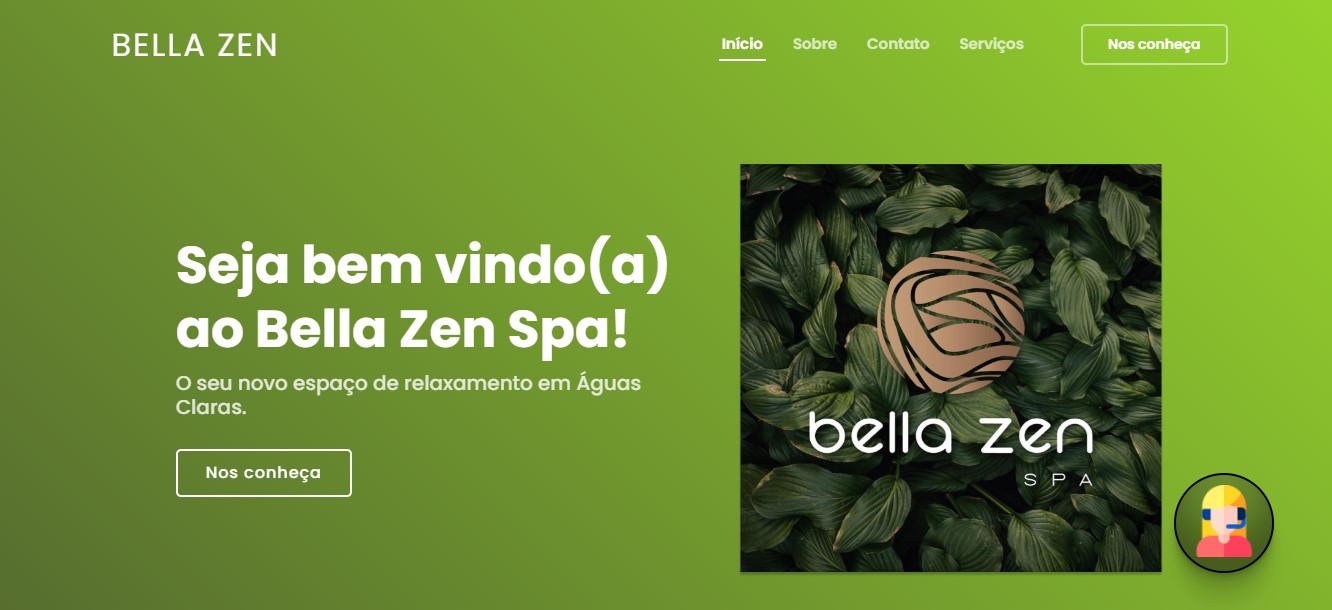 BELLA ZEN
Início Sobre Contato Serviços Nos conheça
Seja bem vindo(a)
ao Bella Zen Spa!
O seu novo espaço de relaxamento em Águas
Claras.
Nos conheça
bella zen
SPA